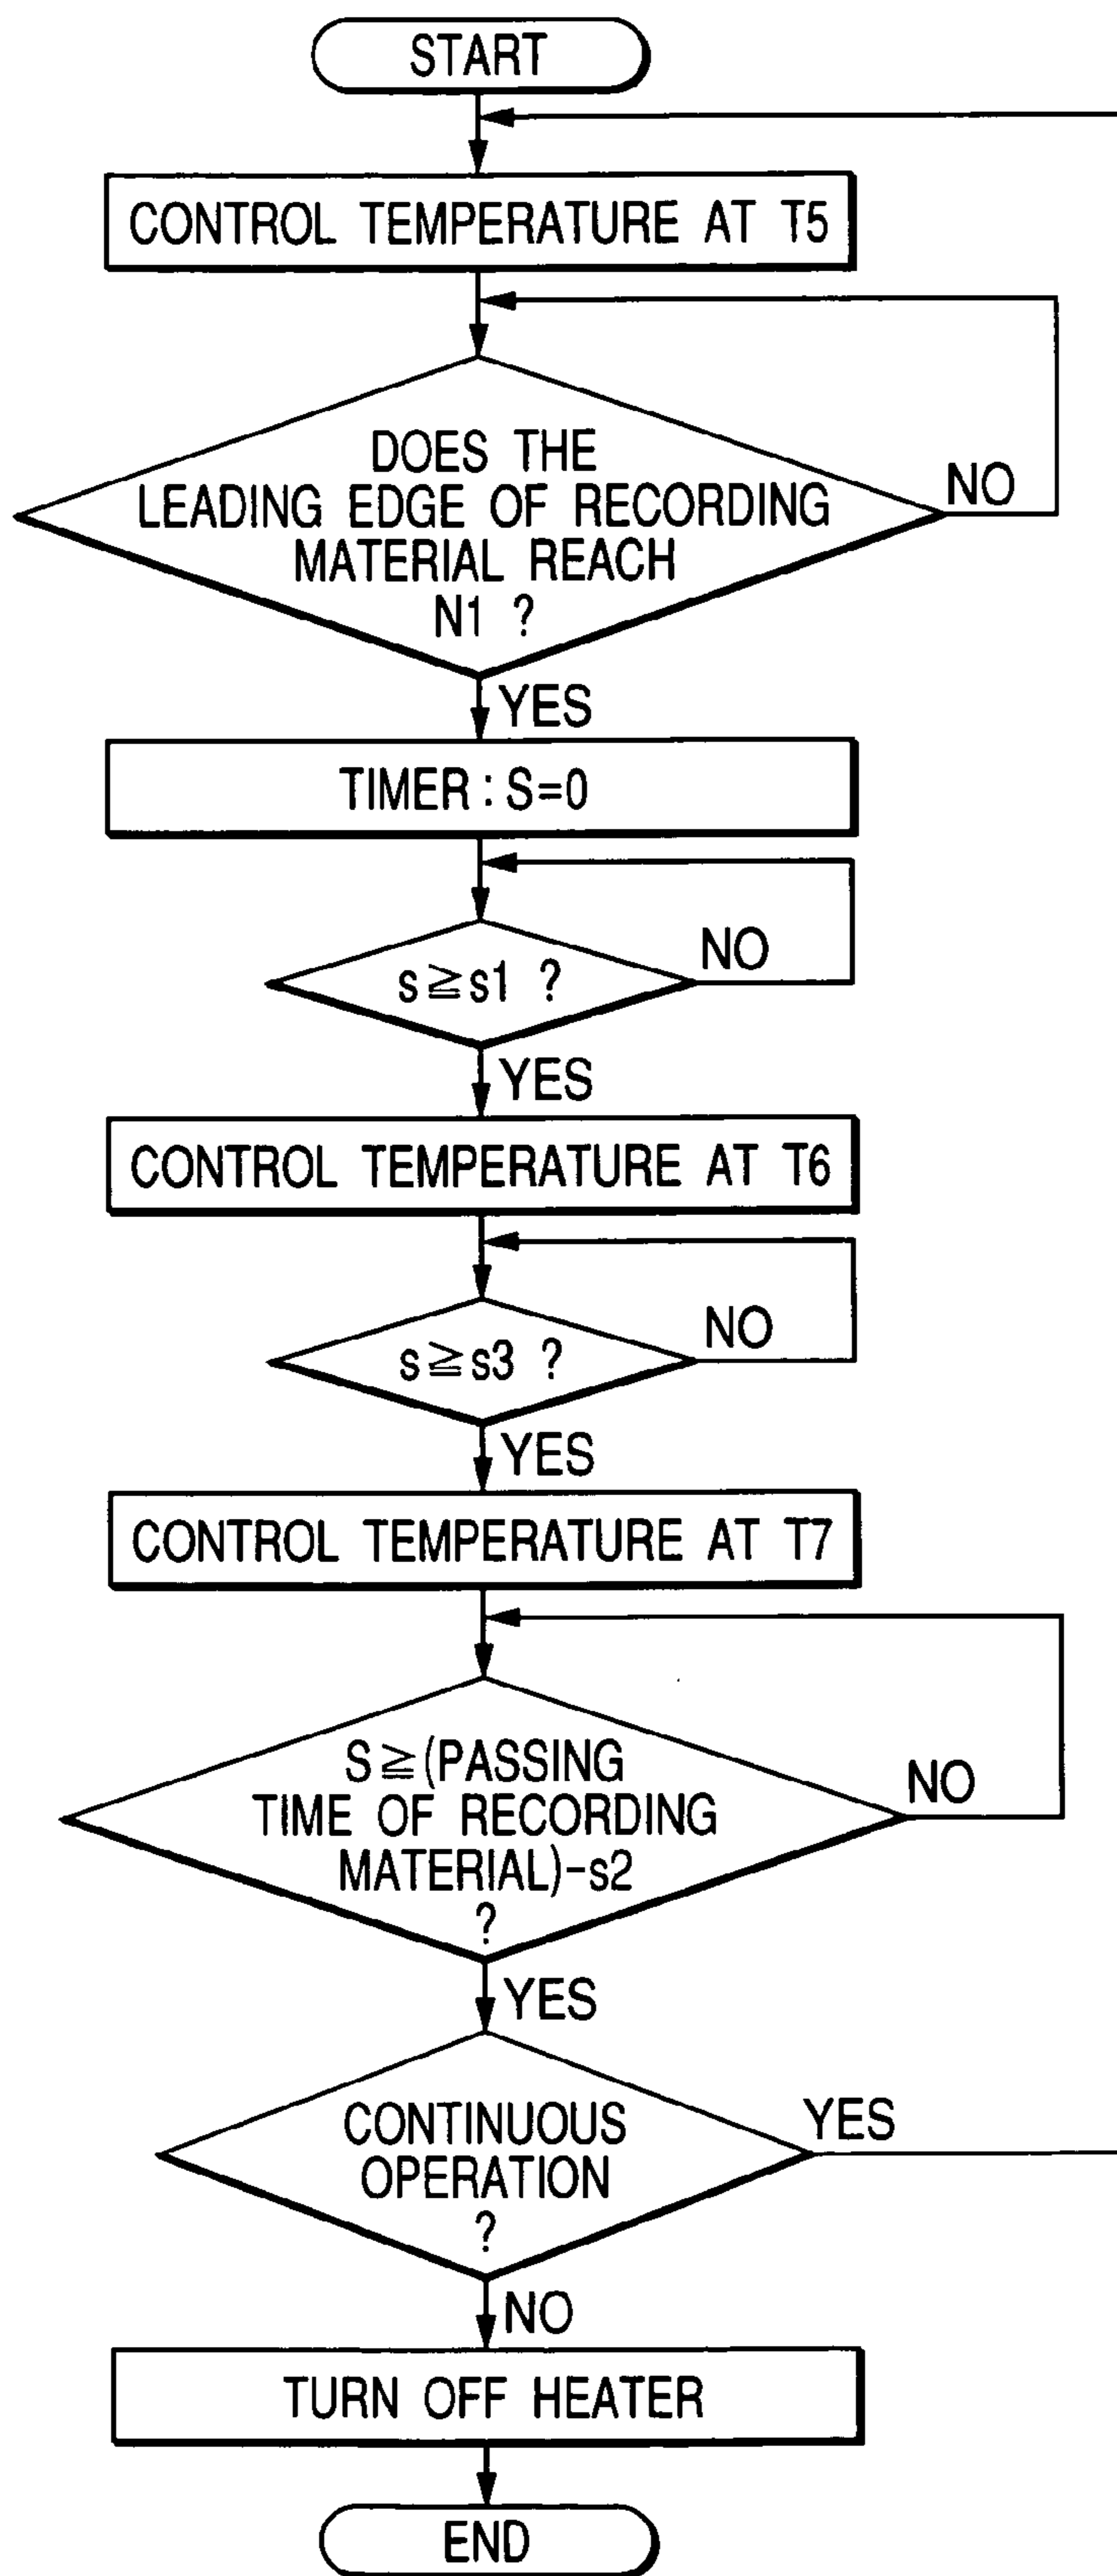 START
CONTROL TEMPERATURE AT T5
DOES THE
LEADING EDGE OF RECORDING
MATERIAL REACH
N1 ?
NO
YES
TIMER : S=0
s≧s1 ?
NO
YES
CONTROL TEMPERATURE AT T6
s≧s3 ?
NO
YES
CONTROL TEMPERATURE AT T7
S≧(PASSING
TIME OF RECORDING
MATERIAL)-s2
?
NO
YES
CONTINUOUS
OPERATION
?
YES
NO
TURN OFF HEATER
END